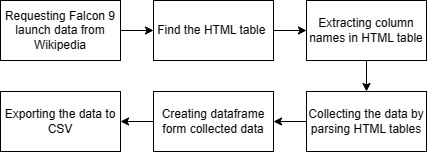 Requesting Falcon 9
launch data from
Wikipedia
Find the HTML table
Extracting column
names in HTML table
Collecting the data by
parsing HTML tables
Creating dataframe
form collected data
Exporting the data to
CSV